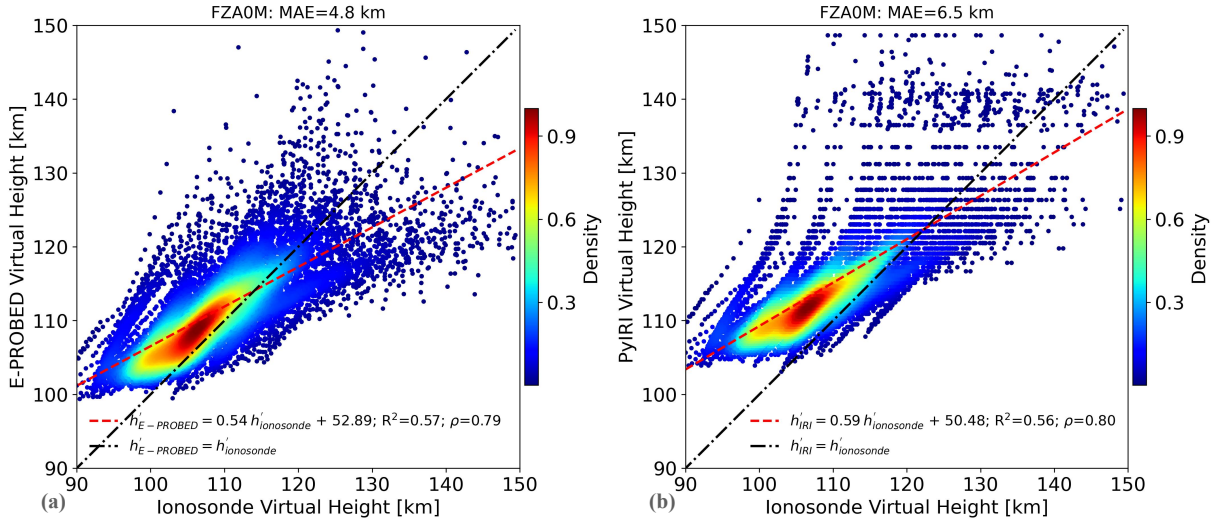 FZA0M: MAE=4.8 km
E-PROBED Virtual Height [km]
150
140
130
120
110
100
90
h′E−PROBED = 0.54 h′ionosonde + 52.89; R²=0.57; ρ=0.79
h′E−PROBED = h′ionosonde
90 100 110 120 130 140 150
(a) Ionosonde Virtual Height [km]
0.9
0.6
0.3
Density
FZA0M: MAE=6.5 km
PyIRI Virtual Height [km]
150
140
130
120
110
100
90
h′IRI = 0.59 h′ionosonde + 50.48; R²=0.56; ρ=0.80
h′IRI = h′ionosonde
90 100 110 120 130 140 150
(b) Ionosonde Virtual Height [km]
0.9
0.6
0.3
Density